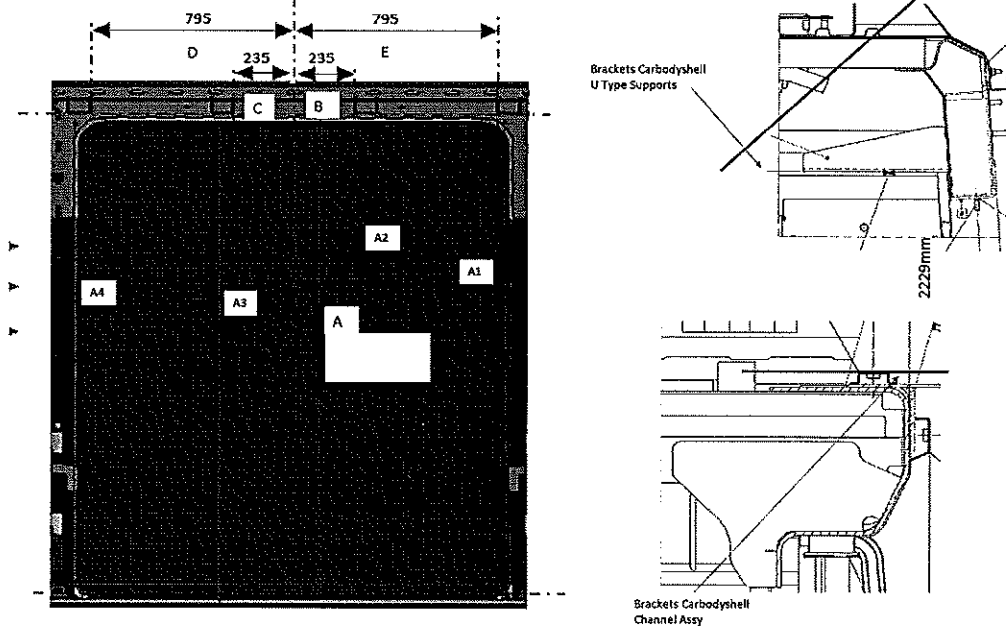 795
795
D
E
235
235
C
B
A2
A1
A4
A3
A
Brackets Carbodyshell
U Type Supports
2229mm
Brackets Carbodyshell
Channel Assy